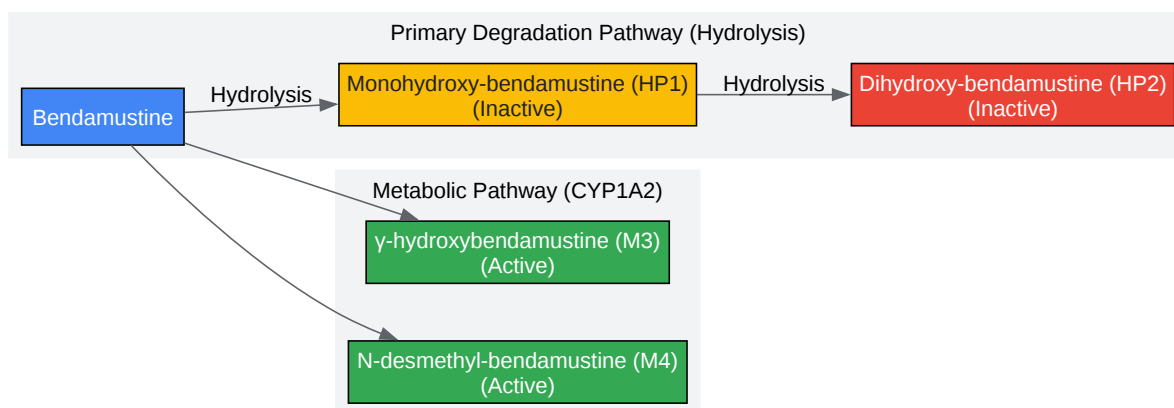 Primary Degradation Pathway (Hydrolysis)
Bendamustine
Hydrolysis
Monohydroxy-bendamustine (HP1)
(Inactive)
Hydrolysis
Dihydroxy-bendamustine (HP2)
(Inactive)
Metabolic Pathway (CYP1A2)
γ-hydroxybendamustine (M3)
(Active)
N-desmethyl-bendamustine (M4)
(Active)